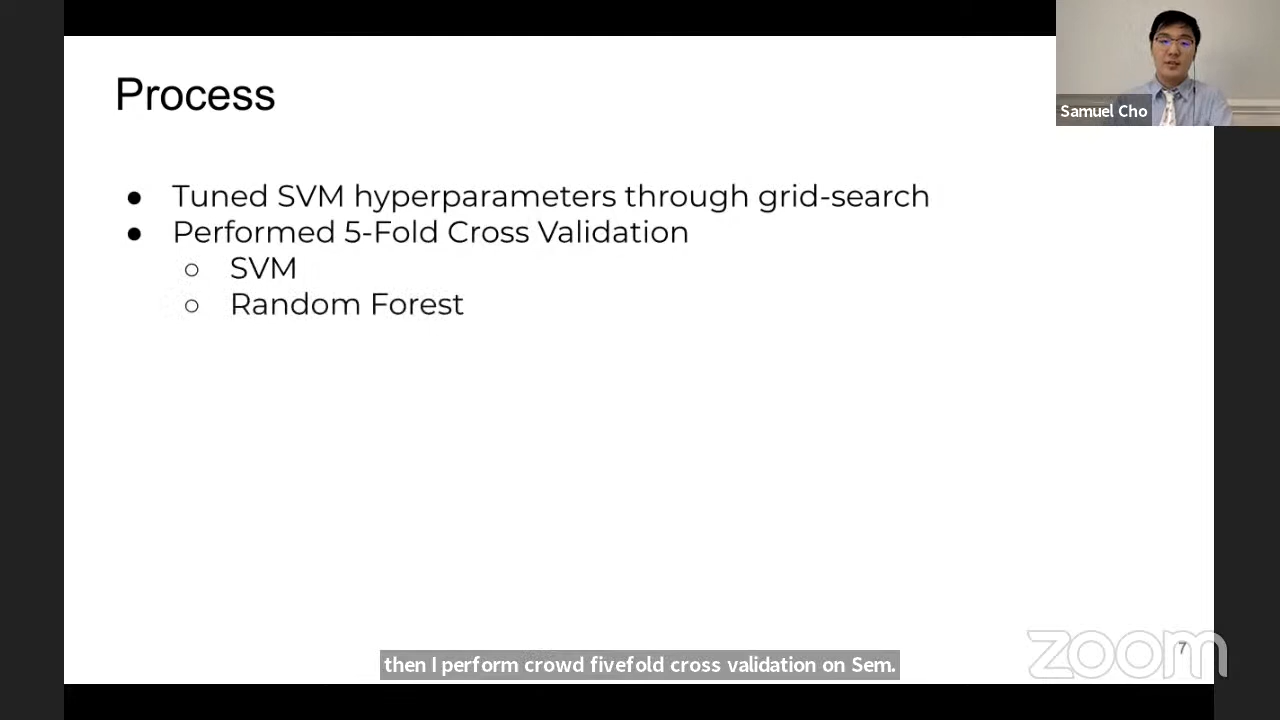 Samuel Cho
Process
● Tuned SVM hyperparameters through grid-search
● Performed 5-Fold Cross Validation
○ SVM
○ Random Forest
then I perform crowd fivefold cross validation on Sem.
zoom
7